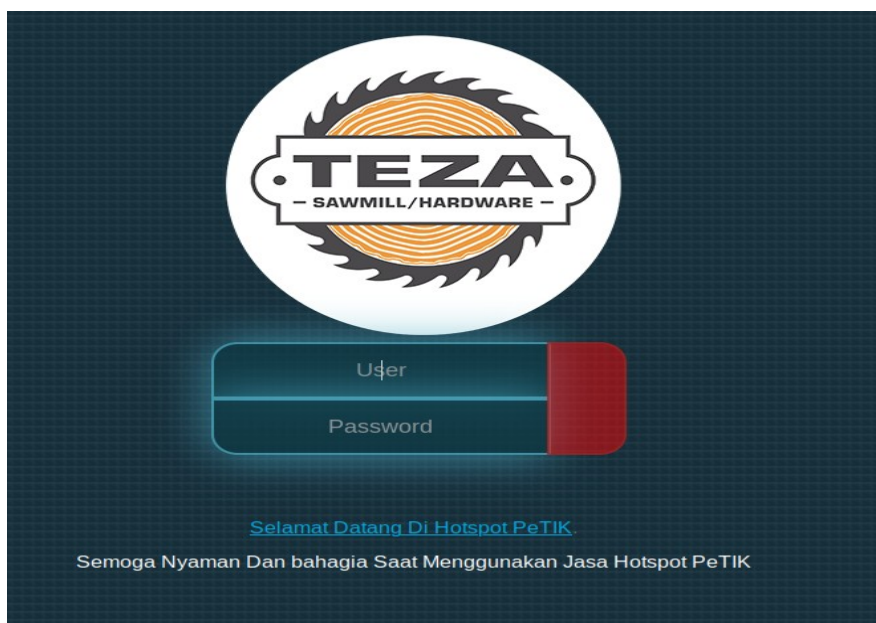 TEZA
– SAWMILL/HARDWARE –
User
Password
Selamat Datang Di Hotspot PeTIK.
Semoga Nyaman Dan bahagia Saat Menggunakan Jasa Hotspot PeTIK